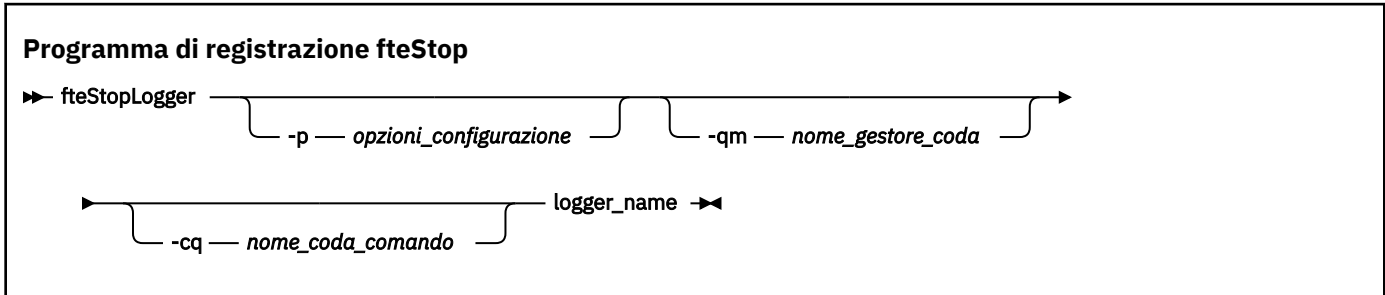 Programma di registrazione fteStop
fteStopLogger
-p opzioni_configurazione
-qm nome_gestore_coda
logger_name
-cq nome_coda_comando